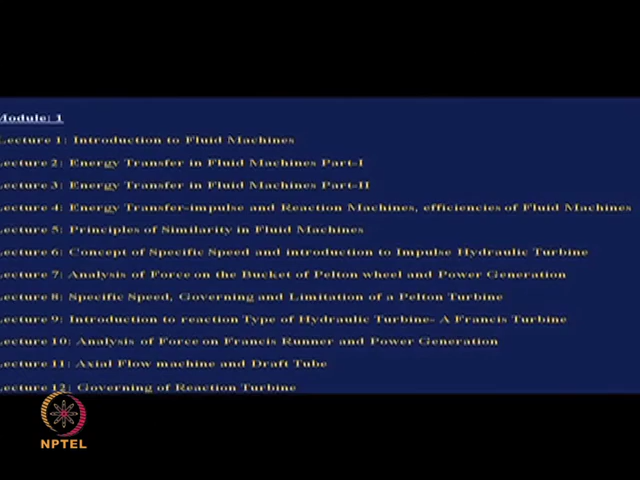 Module: 1
Lecture 1: Introduction to Fluid Machines
Lecture 2: Energy Transfer in Fluid Machines Part-I
Lecture 3: Energy Transfer in Fluid Machines Part-II
Lecture 4: Energy Transfer-impulse and Reaction Machines, efficiencies of Fluid Machines
Lecture 5: Principles of Similarity in Fluid Machines
Lecture 6: Concept of Specific Speed and introduction to Impulse Hydraulic Turbine
Lecture 7: Analysis of Force on the Bucket of Pelton wheel and Power Generation
Lecture 8: Specific Speed, Governing and Limitation of a Pelton Turbine
Lecture 9: Introduction to reaction Type of Hydraulic Turbine- A Francis Turbine
Lecture 10: Analysis of Force on Francis Runner and Power Generation
Lecture 11: Axial Flow machine and Draft Tube
Lecture 12: Governing of Reaction Turbine
NPTEL